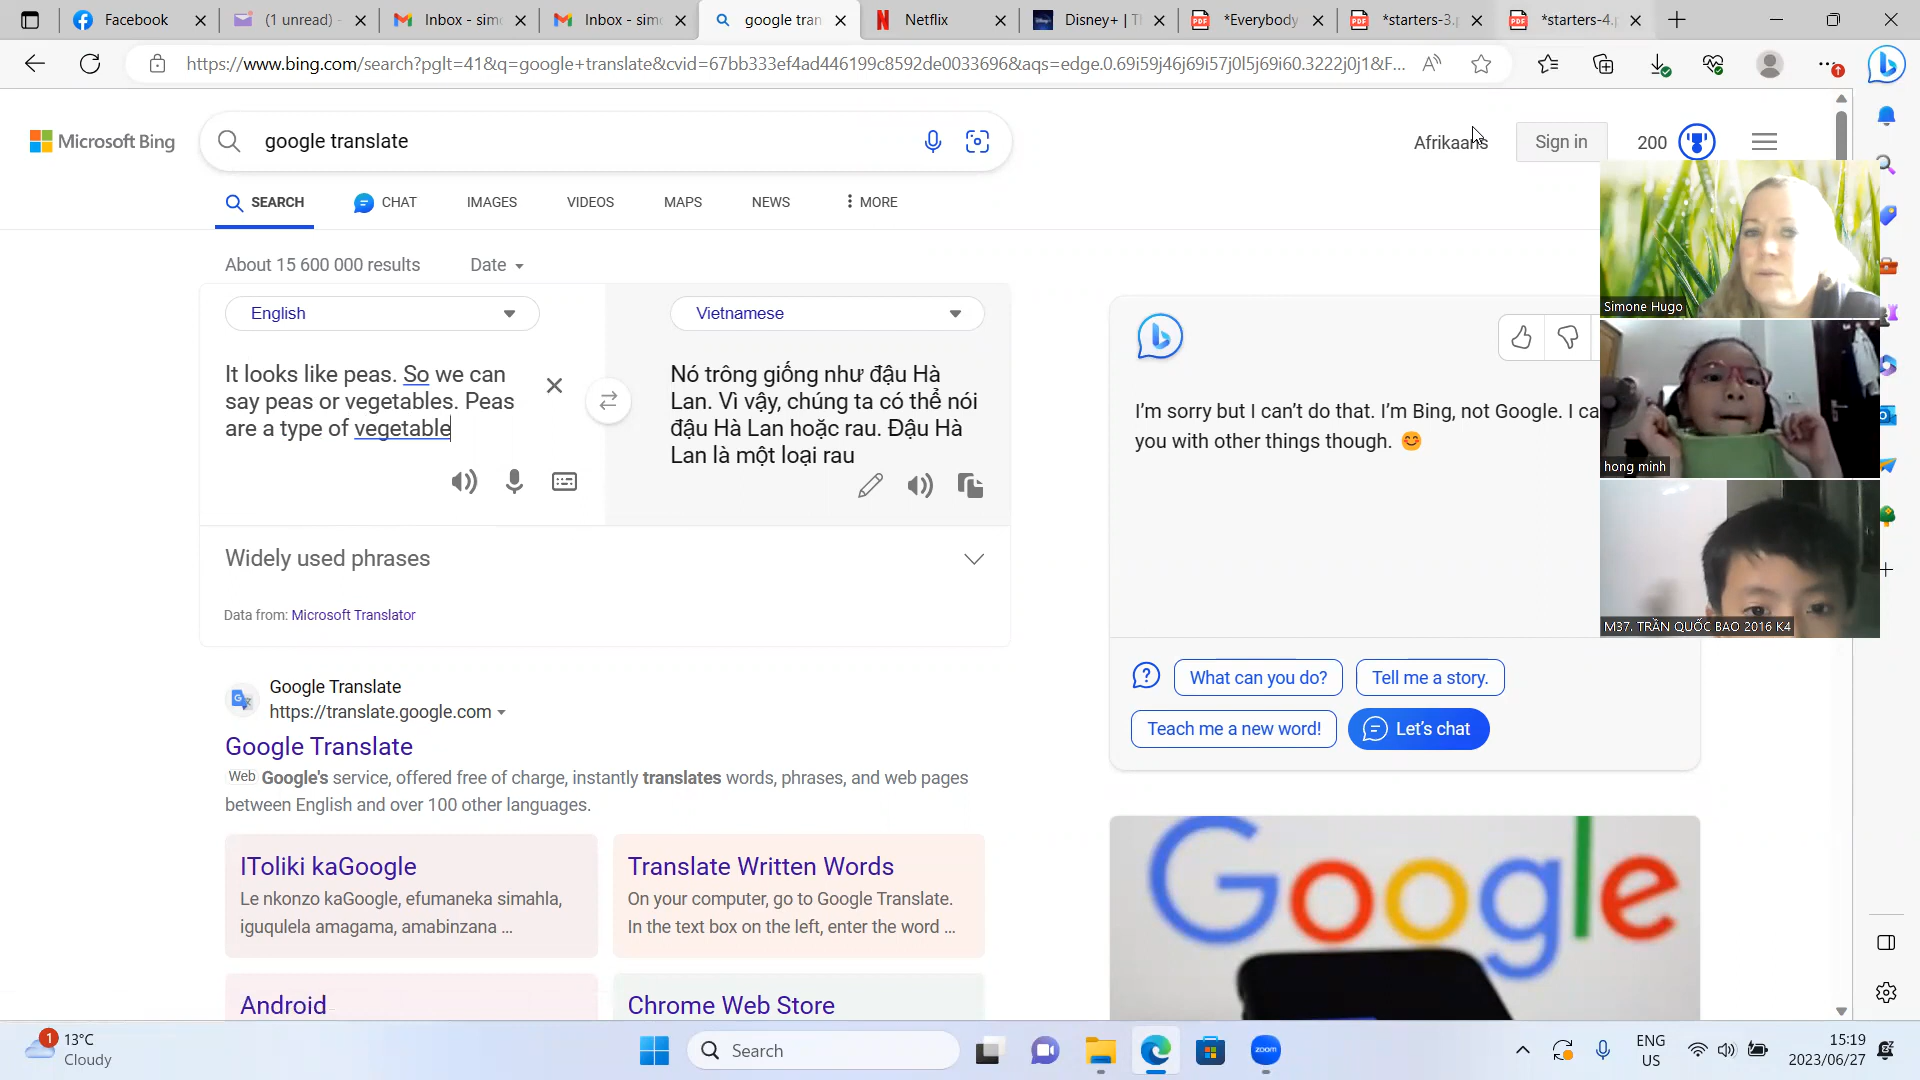 Facebook
(1 unread) -
Inbox - sim
Inbox - sim
google tran
Netflix
Disney+ | T
*Everybody
*starters-3.p
*starters-4.p
https://www.bing.com/search?pglt=41&q=google+translate&cvid=67bb333ef4ad446199c8592de0033696&aqs=edge.0.69i59j46j69i57j0l5j69i60.3222j0j1&F...
Microsoft Bing
google translate
Afrikaans
Sign in
200
SEARCH
CHAT
IMAGES
VIDEOS
MAPS
NEWS
MORE
About 15 600 000 results
Date
English
Vietnamese
It looks like peas. So we can
say peas or vegetables. Peas
are a type of vegetable
Nó trông giống như đậu Hà
Lan. Vì vậy, chúng ta có thể nói
đậu Hà Lan hoặc rau. Đậu Hà
Lan là một loại rau
Widely used phrases
Data from: Microsoft Translator
I'm sorry but I can't do that. I'm Bing, not Google. I ca
you with other things though.
What can you do?
Tell me a story.
Teach me a new word!
Let's chat
Simone Hugo
hong minh
M37. TRẦN QUỐC BAO 2016 K4
Google Translate
https://translate.google.com
Google Translate
Web Google's service, offered free of charge, instantly translates words, phrases, and web pages
between English and over 100 other languages.
IToliki kaGoogle
Le nkonzo kaGoogle, efumaneka simahla,
iguqulela amagama, amabinzana ...
Translate Written Words
On your computer, go to Google Translate.
In the text box on the left, enter the word ...
Android
Chrome Web Store
Google
1
13°C
Cloudy
Search
zoom
ENG
US
15:19
2023/06/27